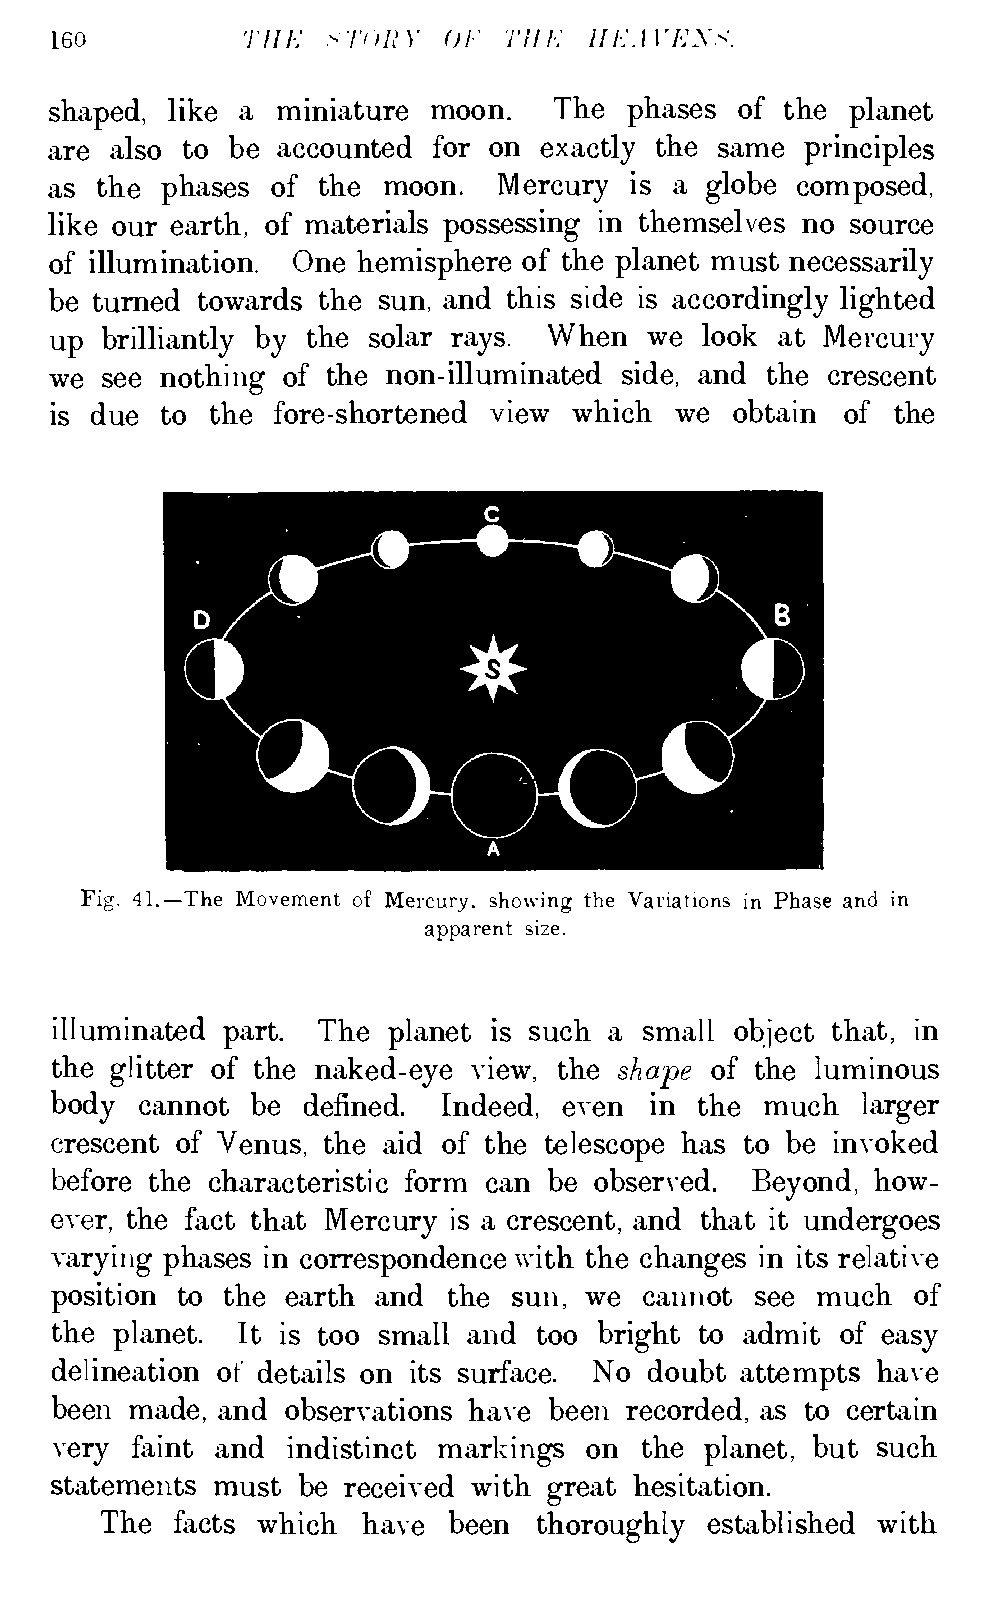 160 THE STORY OF THE HEAVENS.
shaped, like a miniature moon. The phases of the planet
are also to be accounted for on exactly the same principles
as the phases of the moon. Mercury is a globe composed,
like our earth, of materials possessing in themselves no source
of illumination. One hemisphere of the planet must necessarily
be turned towards the sun, and this side is accordingly lighted
up brilliantly by the solar rays. When we look at Mercury
we see nothing of the non-illuminated side, and the crescent
is due to the fore-shortened view which we obtain of the
C
D
B
S
A
Fig. 41.—The Movement of Mercury, showing the Variations in Phase and in
apparent size.
illuminated part. The planet is such a small object that, in
the glitter of the naked-eye view, the shape of the luminous
body cannot be defined. Indeed, even in the much larger
crescent of Venus, the aid of the telescope has to be invoked
before the characteristic form can be observed. Beyond, how-
ever, the fact that Mercury is a crescent, and that it undergoes
varying phases in correspondence with the changes in its relative
position to the earth and the sun, we cannot see much of
the planet. It is too small and too bright to admit of easy
delineation of details on its surface. No doubt attempts have
been made, and observations have been recorded, as to certain
very faint and indistinct markings on the planet, but such
statements must be received with great hesitation.
The facts which have been thoroughly established with